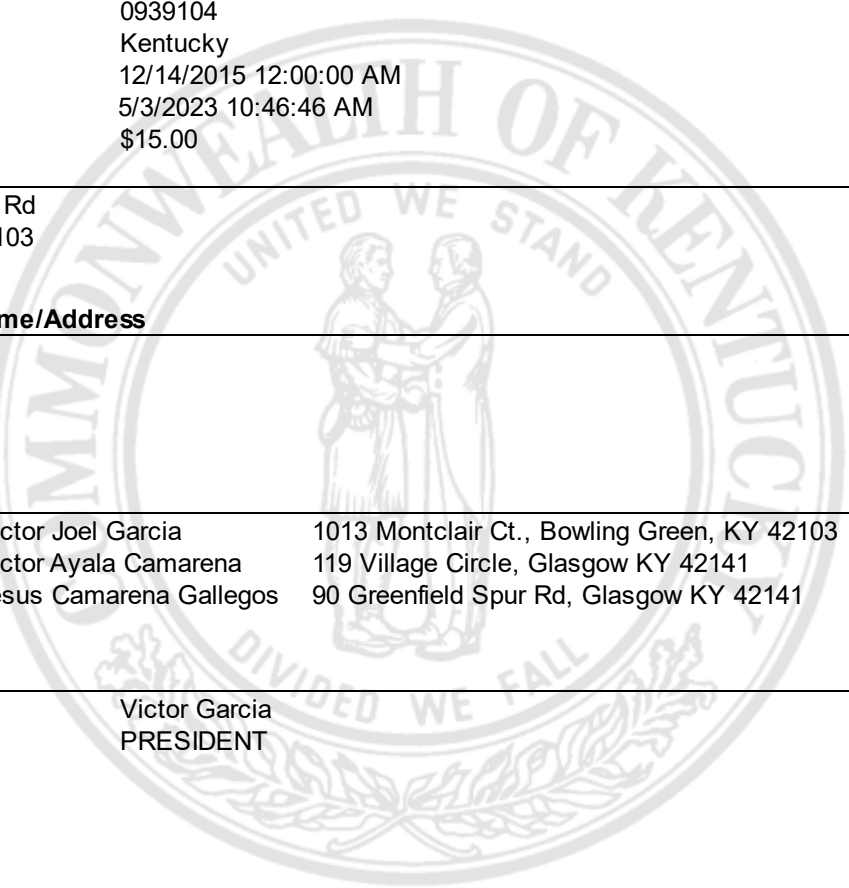 0939104
Kentucky
12/14/2015 12:00:00 AM
5/3/2023 10:46:46 AM
$15.00
Rd
103
me/Address
ctor Joel Garcia 1013 Montclair Ct., Bowling Green, KY 42103
ctor Ayala Camarena 119 Village Circle, Glasgow KY 42141
esus Camarena Gallegos 90 Greenfield Spur Rd, Glasgow KY 42141
Victor Garcia
PRESIDENT
COMMONWEALTH OF KENTUCKY
UNITED WE STAND
DIVIDED WE FALL